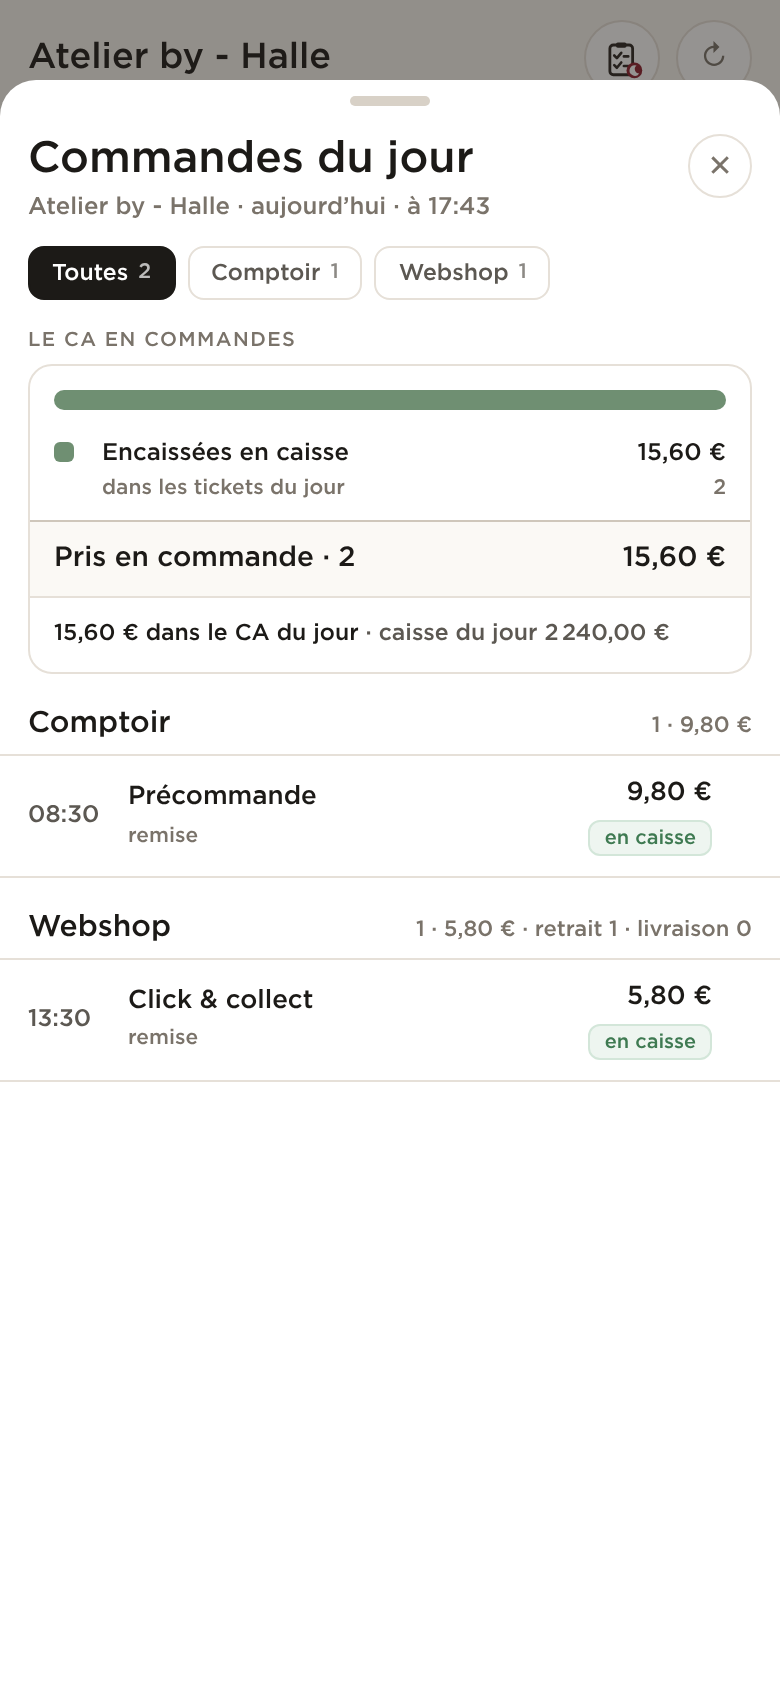 Atelier by - Halle
Commandes du jour
Atelier by - Halle · aujourd’hui · à 17:43
Toutes 2 Comptoir 1 Webshop 1
LE CA EN COMMANDES
Encaissées en caisse 15,60 €
dans les tickets du jour 2
Pris en commande · 2 15,60 €
15,60 € dans le CA du jour · caisse du jour 2 240,00 €
Comptoir 1 · 9,80 €
08:30 Précommande 9,80 €
remise en caisse
Webshop 1 · 5,80 € · retrait 1 · livraison 0
13:30 Click & collect 5,80 €
remise en caisse